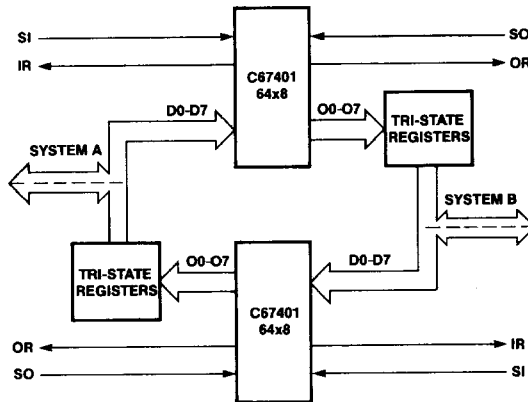 SI
SO
IR
OR
C67401
64x8
D0-D7
O0-O7
TRI-STATE
REGISTERS
SYSTEM A
SYSTEM B
TRI-STATE
REGISTERS
O0-O7
D0-D7
C67401
64x8
OR
IR
SO
SI